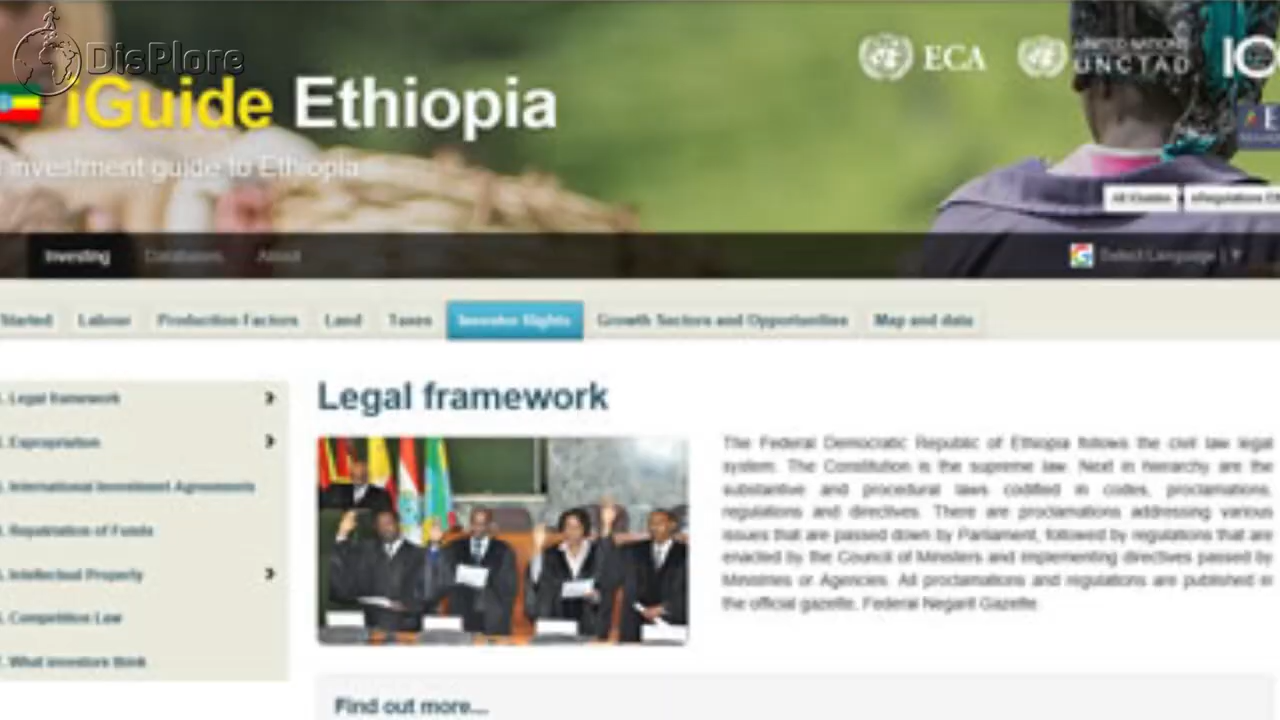 DisPlore
iGuide Ethiopia
investment guide to Ethiopia
ECA
UNITED NATIONS
UNCTAD
Investing
Databases
About
Select Language
Started
Labour
Production Factors
Land
Taxes
Investor Rights
Growth Sectors and Opportunities
Map and data
Legal framework
Expropriation
International Investment Agreements
Repatriation of Funds
Intellectual Property
Competition Law
What investors think
Legal framework
The Federal Democratic Republic of Ethiopia follows the civil law legal
system. The Constitution is the supreme law. Next in hierarchy are the
substantive and procedural laws codified in codes, proclamations,
regulations and directives. There are proclamations addressing various
issues that are passed down by Parliament, followed by regulations that are
enacted by the Council of Ministers and implementing directives passed by
Ministries or Agencies. All proclamations and regulations are published in
the official gazette, Federal Negarit Gazette.
Find out more...